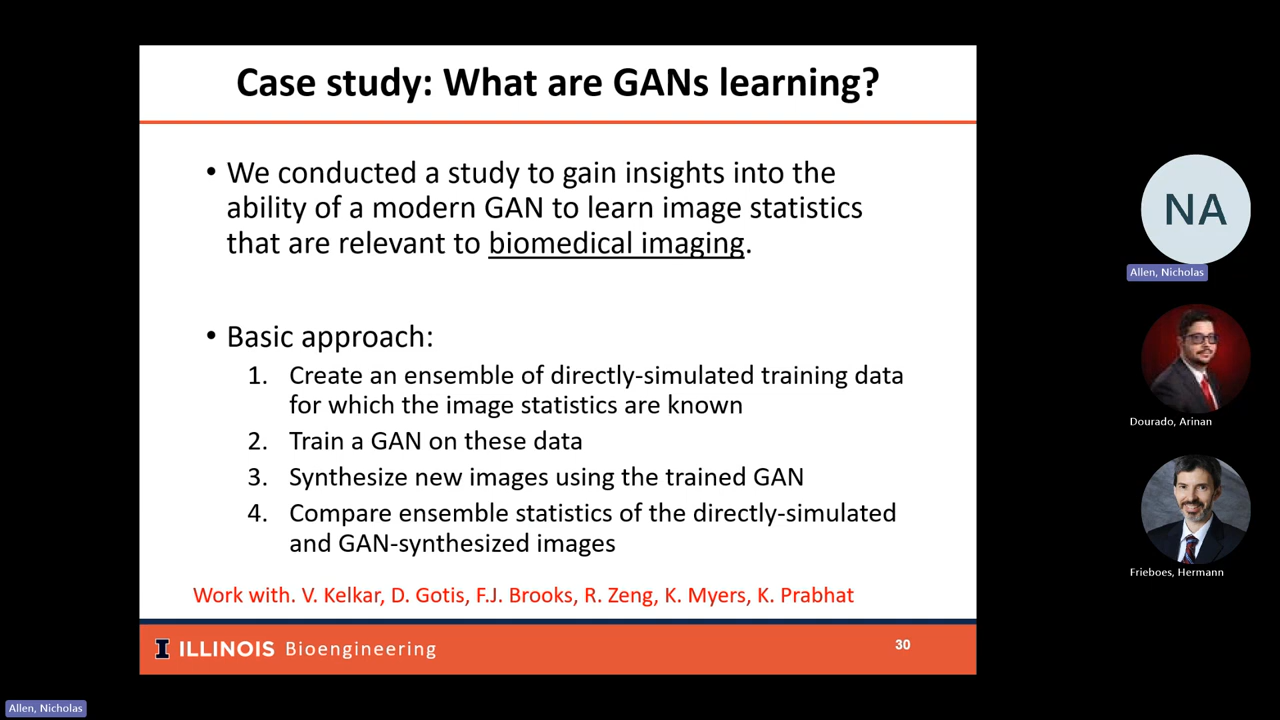 Case study: What are GANs learning?
• We conducted a study to gain insights into the
ability of a modern GAN to learn image statistics
that are relevant to biomedical imaging.
• Basic approach:
1. Create an ensemble of directly-simulated training data
for which the image statistics are known
2. Train a GAN on these data
3. Synthesize new images using the trained GAN
4. Compare ensemble statistics of the directly-simulated
and GAN-synthesized images
Work with. V. Kelkar, D. Gotis, F.J. Brooks, R. Zeng, K. Myers, K. Prabhat
I ILLINOIS Bioengineering
30
NA
Allen, Nicholas
Dourado, Arinan
Frieboes, Hermann
Allen, Nicholas